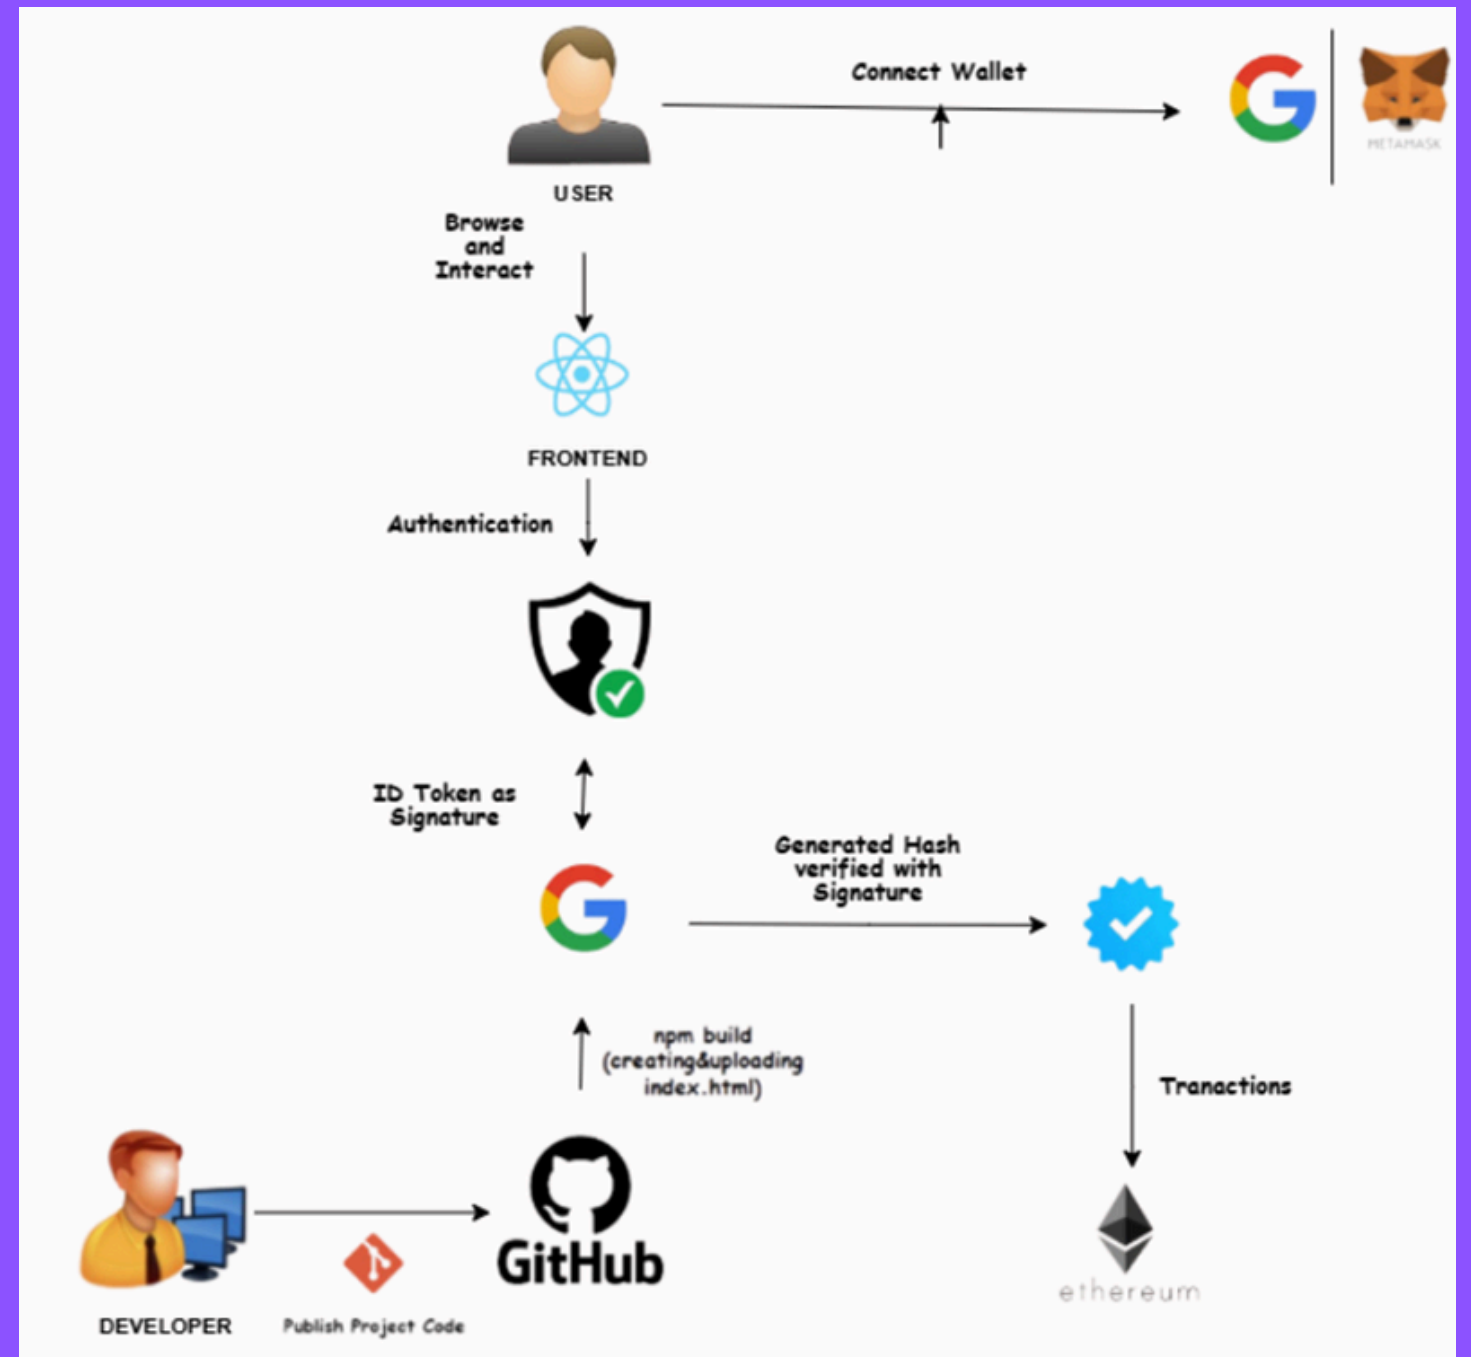 Connect Wallet
METAMASK
USER
Browse
and
Interact
FRONTEND
Authentication
ID Token as
Signature
Generated Hash
verified with
Signature
npm build
(creating&uploading
index.html)
Tranactions
GitHub
ethereum
DEVELOPER
Publish Project Code